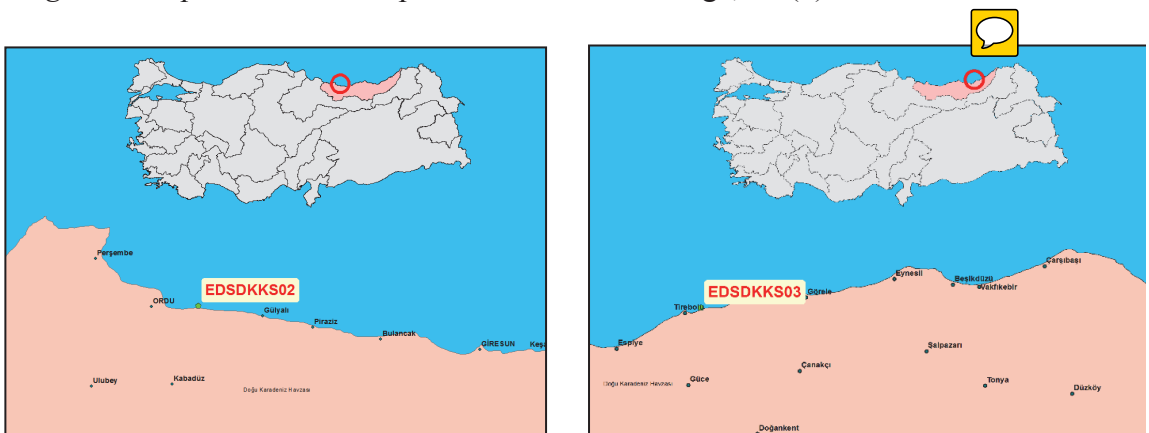 Perşembe
EDSDKKS02
ORDU
Gülyalı
Piraziz
Bulancak
GİRESUN
Ulubey
Kabadüz
Doğu Karadeniz Havzası
EDSDKKS03
Çarşıbaşı
Eynesil
Beşikdüzü
Vakfıkebir
Görele
Tirebolu
Espiye
Şalpazarı
Çanakçı
Doğu Karadeniz Havzası
Güce
Tonya
Düzköy
Doğankent